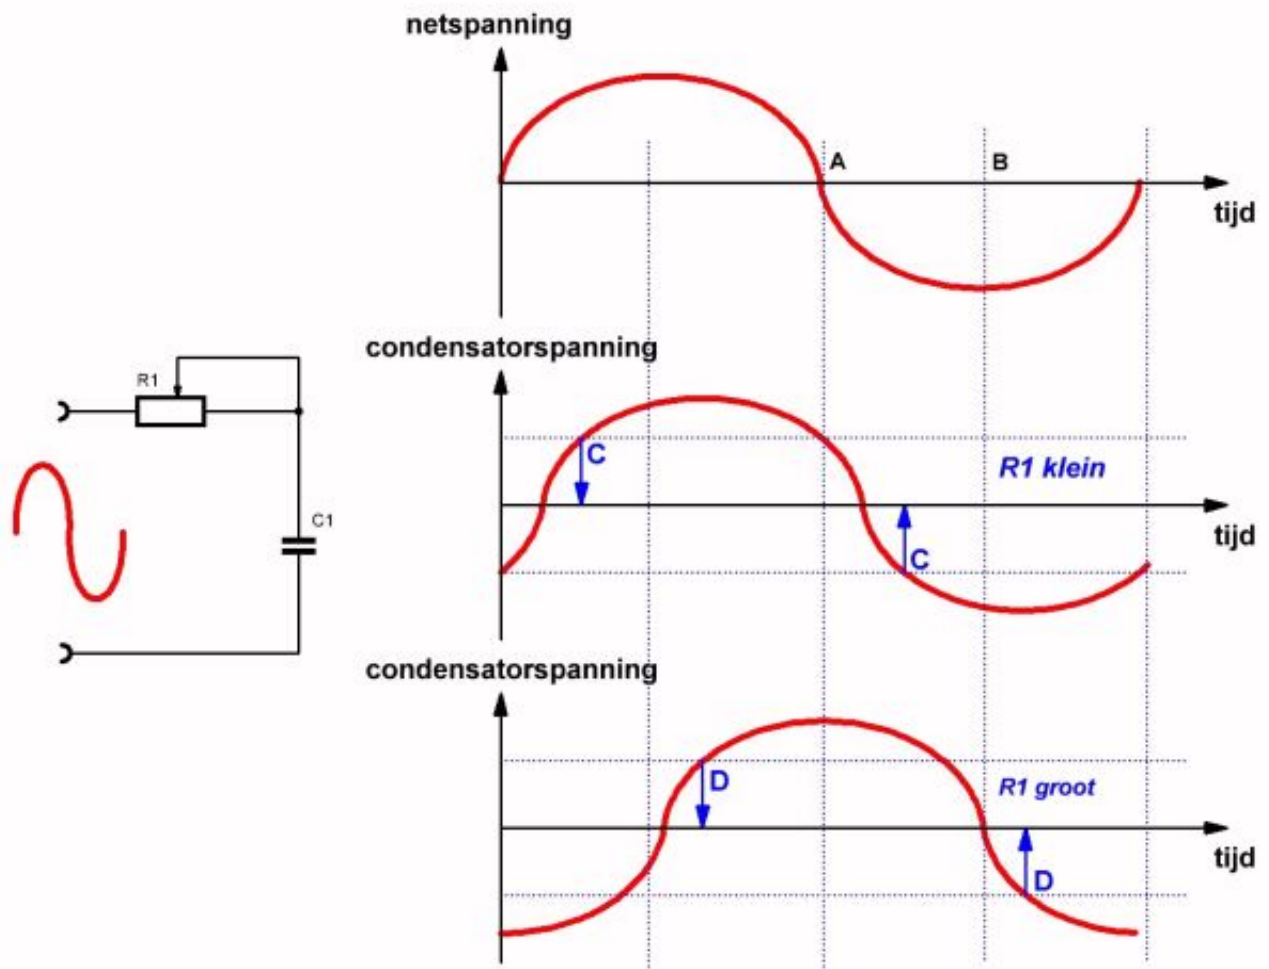 netspanning
A
B
tijd
condensatorspanning
R1
C
R1 klein
C1
tijd
C
condensatorspanning
D
R1 groot
tijd
D